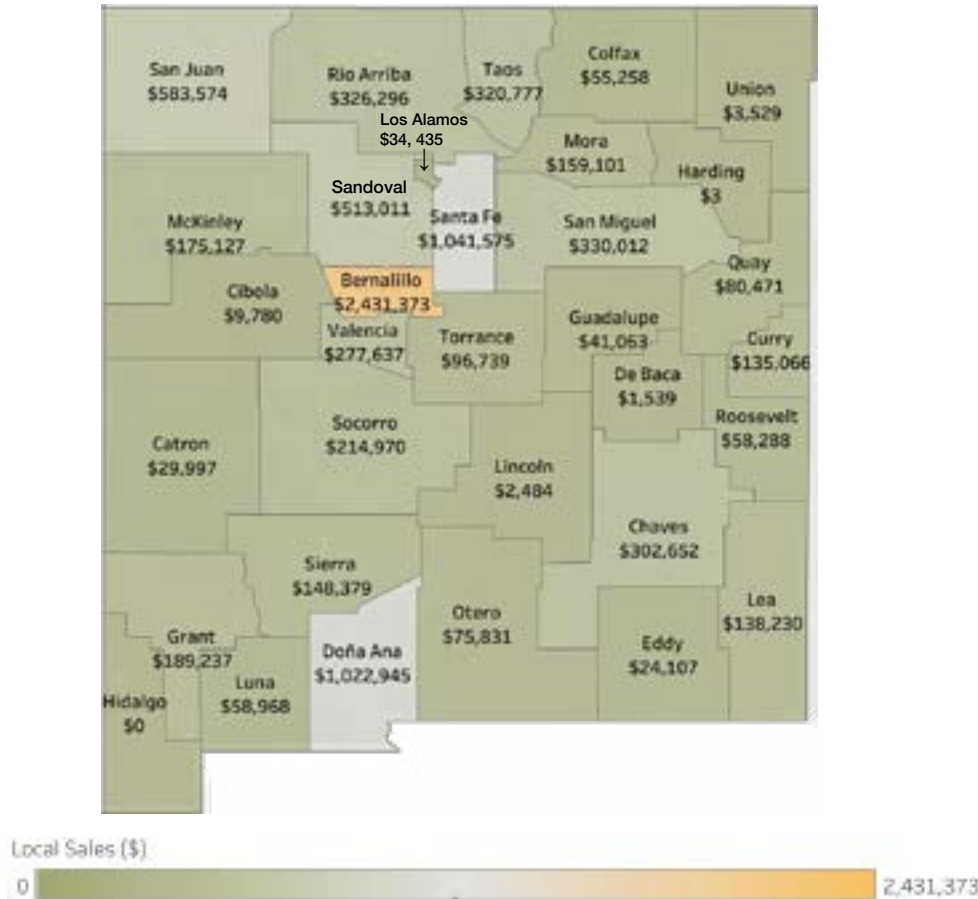 San Juan
$583,574
Rio Arriba
$326,296
Taos
$320,777
Colfax
$55,258
Union
$3,529
Los Alamos
$34, 435
Mora
$159,101
Harding
$3
Sandoval
$513,011
Santa Fe
$1,041,575
San Miguel
$330,012
McKinley
$175,127
Quay
$80,471
Cibola
$9,780
Bernalillo
$2,431,373
Valencia
$277,637
Torrance
$96,739
Guadalupe
$41,063
Curry
$135.066
De Baca
$1,539
Roosevelt
$58,288
Catron
$29,997
Socorro
$214,970
Lincoln
$2,484
Chaves
$302,652
Sierra
$148,379
Otero
$75,831
Lea
$138,230
Eddy
$24,107
Grant
$189,237
Doña Ana
$1,022,945
Luna
$58,968
Hidalgo
$0
Local Sales ($)
0
2,431,373